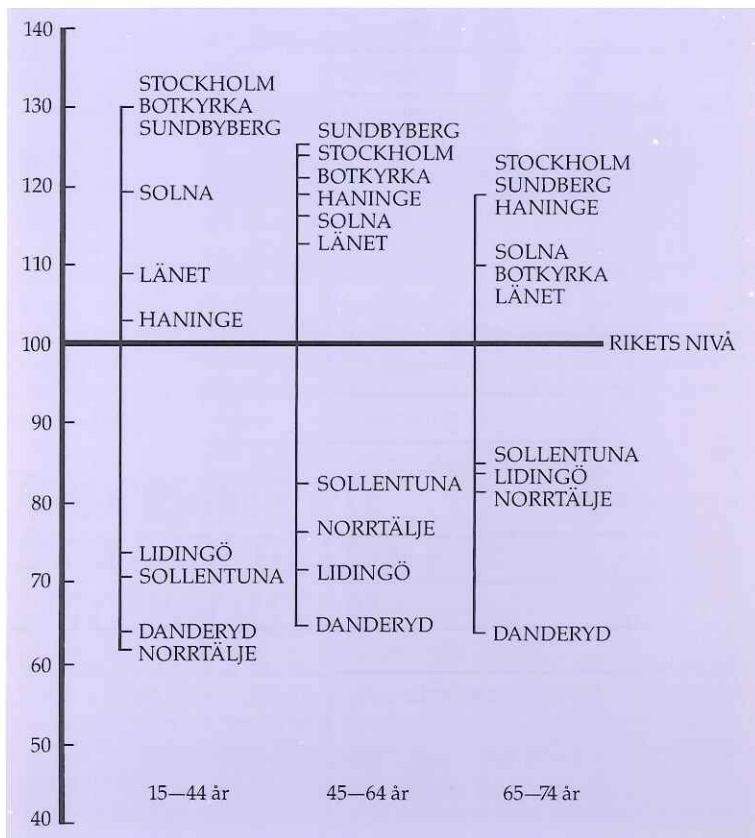 140
130
120
110
100
90
80
70
60
50
40
STOCKHOLM
BOTKYRKA
SUNDBYBERG
SOLNA
LÄNET
HANINGE
LIDINGÖ
SOLLENTUNA
DANDERYD
NORRTÄLJE
15—44 år
SUNDBYBERG
STOCKHOLM
BOTKYRKA
HANINGE
SOLNA
LÄNET
SOLLENTUNA
NORRTÄLJE
LIDINGÖ
DANDERYD
45—64 år
STOCKHOLM
SUNDBERG
HANINGE
SOLNA
BOTKYRKA
LÄNET
RIKETS NIVÅ
SOLLENTUNA
LIDINGÖ
NORRTÄLJE
DANDERYD
65—74 år